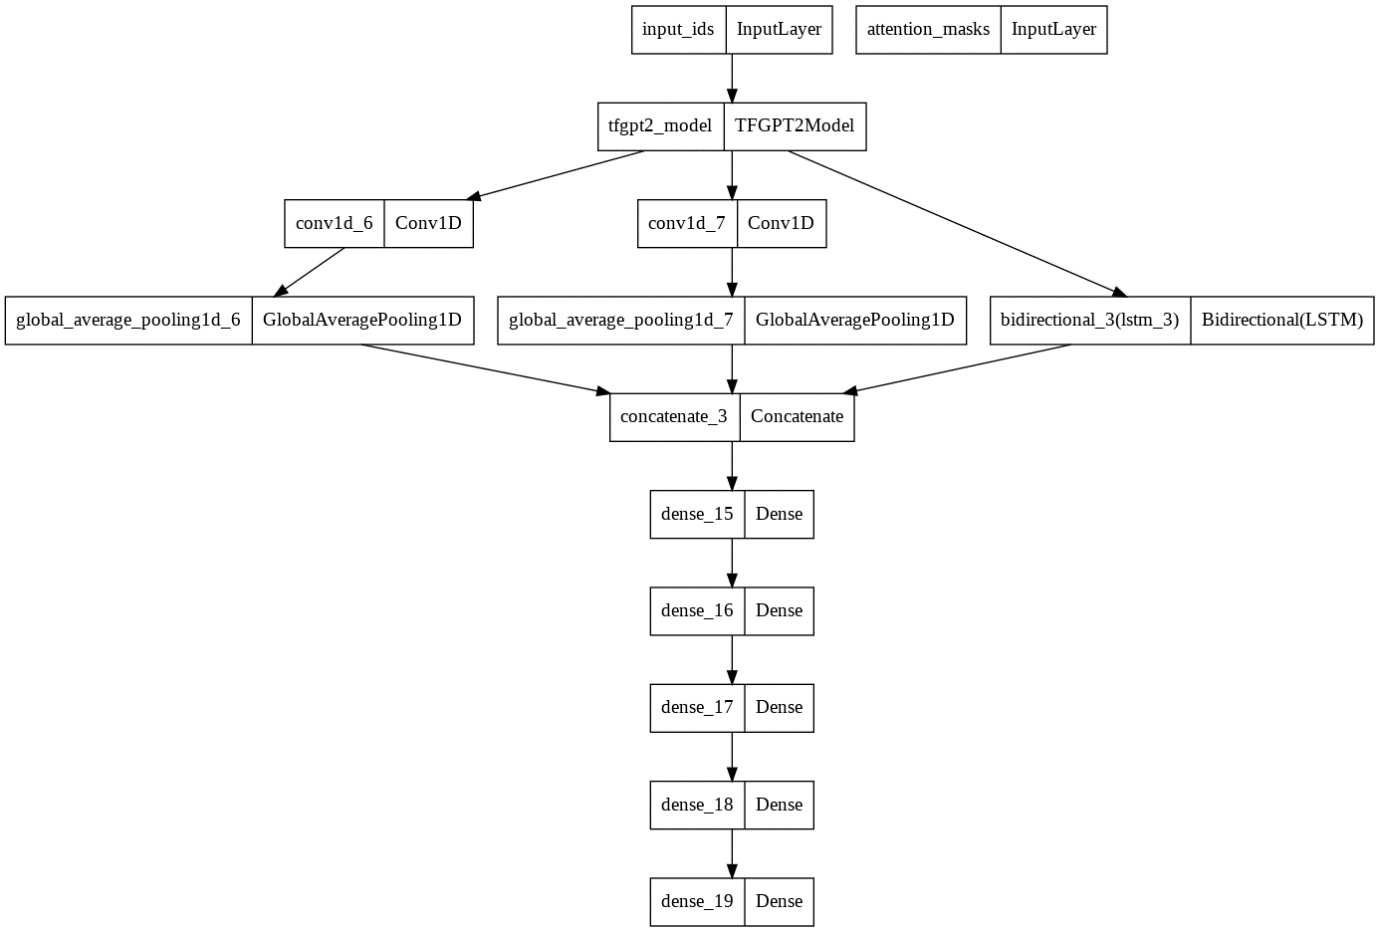 input_ids InputLayer attention_masks InputLayer
tfgpt2_model TFGPT2Model
conv1d_6 Conv1D conv1d_7 Conv1D
global_average_pooling1d_6 GlobalAveragePooling1D global_average_pooling1d_7 GlobalAveragePooling1D bidirectional_3(lstm_3) Bidirectional(LSTM)
concatenate_3 Concatenate
dense_15 Dense
dense_16 Dense
dense_17 Dense
dense_18 Dense
dense_19 Dense